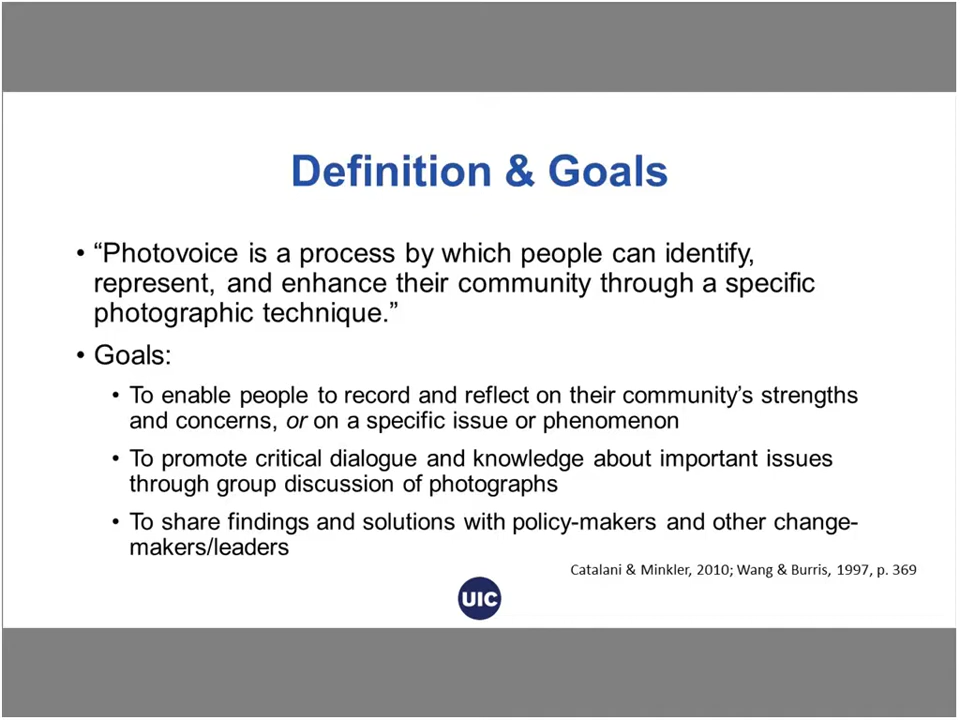 Definition & Goals
• “Photovoice is a process by which people can identify,
represent, and enhance their community through a specific
photographic technique.”
• Goals:
• To enable people to record and reflect on their community’s strengths
and concerns, or on a specific issue or phenomenon
• To promote critical dialogue and knowledge about important issues
through group discussion of photographs
• To share findings and solutions with policy-makers and other change-
makers/leaders
Catalani & Minkler, 2010; Wang & Burris, 1997, p. 369
UIC